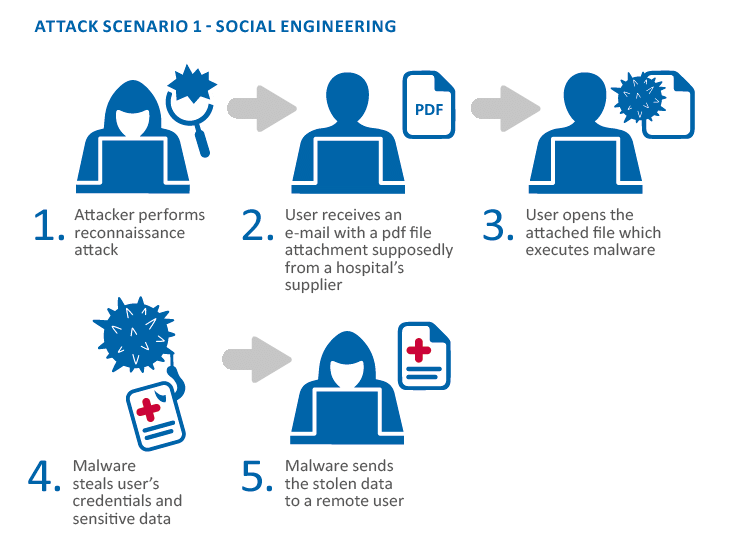 ATTACK SCENARIO 1 - SOCIAL ENGINEERING
PDF
1. Attacker performs
reconnaissance
attack
2. User receives an
e-mail with a pdf file
attachment supposedly
from a hospital's
supplier
3. User opens the
attached file which
executes malware
4. Malware
steals user's
credentials and
sensitive data
5. Malware sends
the stolen data
to a remote user